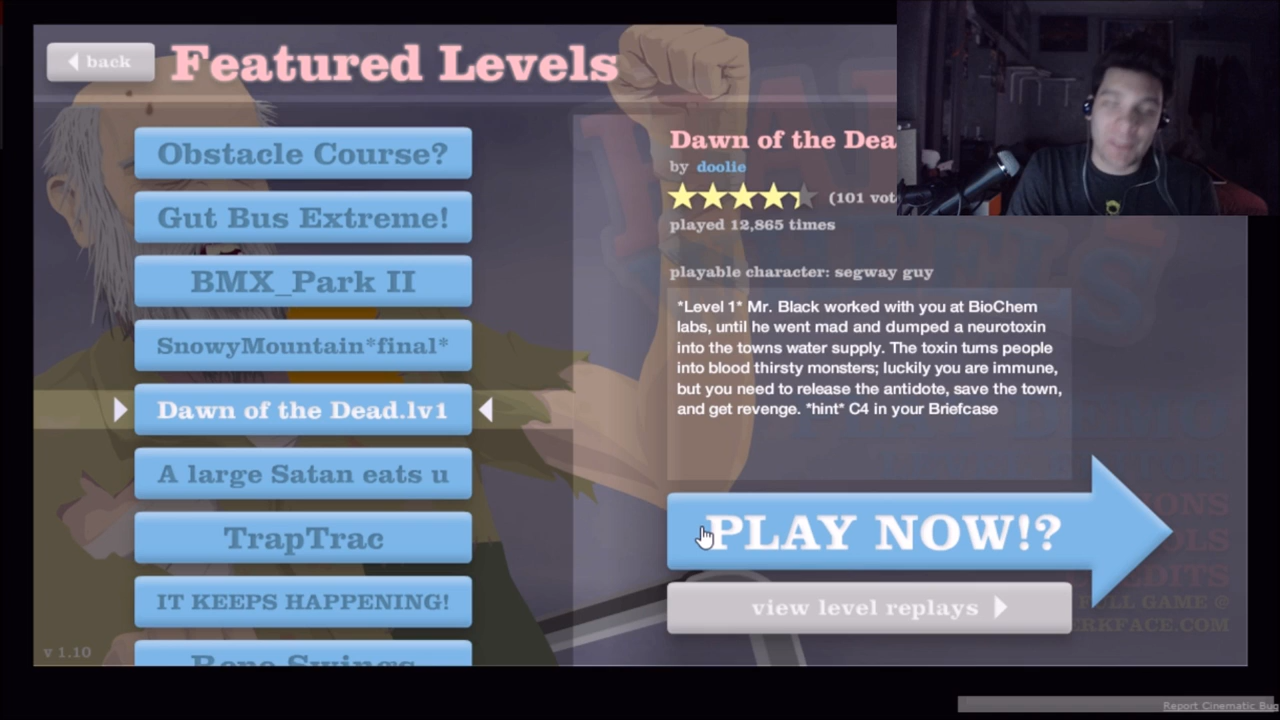 back
Featured Levels
Obstacle Course?
Gut Bus Extreme!
BMX_Park II
SnowyMountain*final*
Dawn of the Dead.lv1
A large Satan eats u
TrapTrac
IT KEEPS HAPPENING!
Rope Swings
v 1.10
Dawn of the Dea
by doolie
(101 vot
played 12,865 times
playable character: segway guy
*Level 1* Mr. Black worked with you at BioChem
labs, until he went mad and dumped a neurotoxin
into the towns water supply. The toxin turns people
into blood thirsty monsters; luckily you are immune,
but you need to release the antidote, save the town,
and get revenge. *hint* C4 in your Briefcase
PLAY NOW!?
view level replays
Report Cinematic Bug